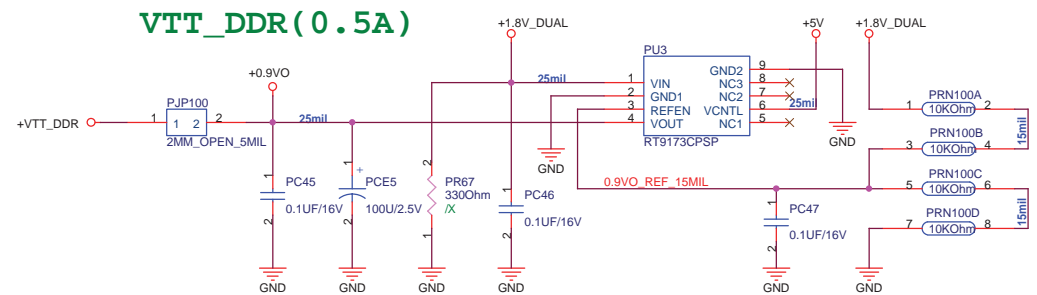 VTT_DDR(0.5A)
+1.8V_DUAL
+5V
+1.8V_DUAL
PU3
+0.9VO
25mil
1
VIN
GND2
9
2
GND1
NC3
8
3
REFEN
NC2
7
4
VOUT
VCNTL
6
25mil
NC1
5
RT9173CPSP
GND
GND
PJP100
+VTT_DDR
1
1 2
2
25mil
2MM_OPEN_5MIL
PRN100A
1
10KOhm
2
15mil
PRN100B
3
10KOhm
4
PRN100C
5
10KOhm
6
15mil
PRN100D
7
10KOhm
8
0.9VO_REF_15MIL
1
PC45
0.1UF/16V
2
1
+
PCE5
100U/2.5V
2
2
PR67
330Ohm
/X
1
1
PC46
0.1UF/16V
2
1
PC47
0.1UF/16V
2
GND
GND
GND
GND
GND
GND